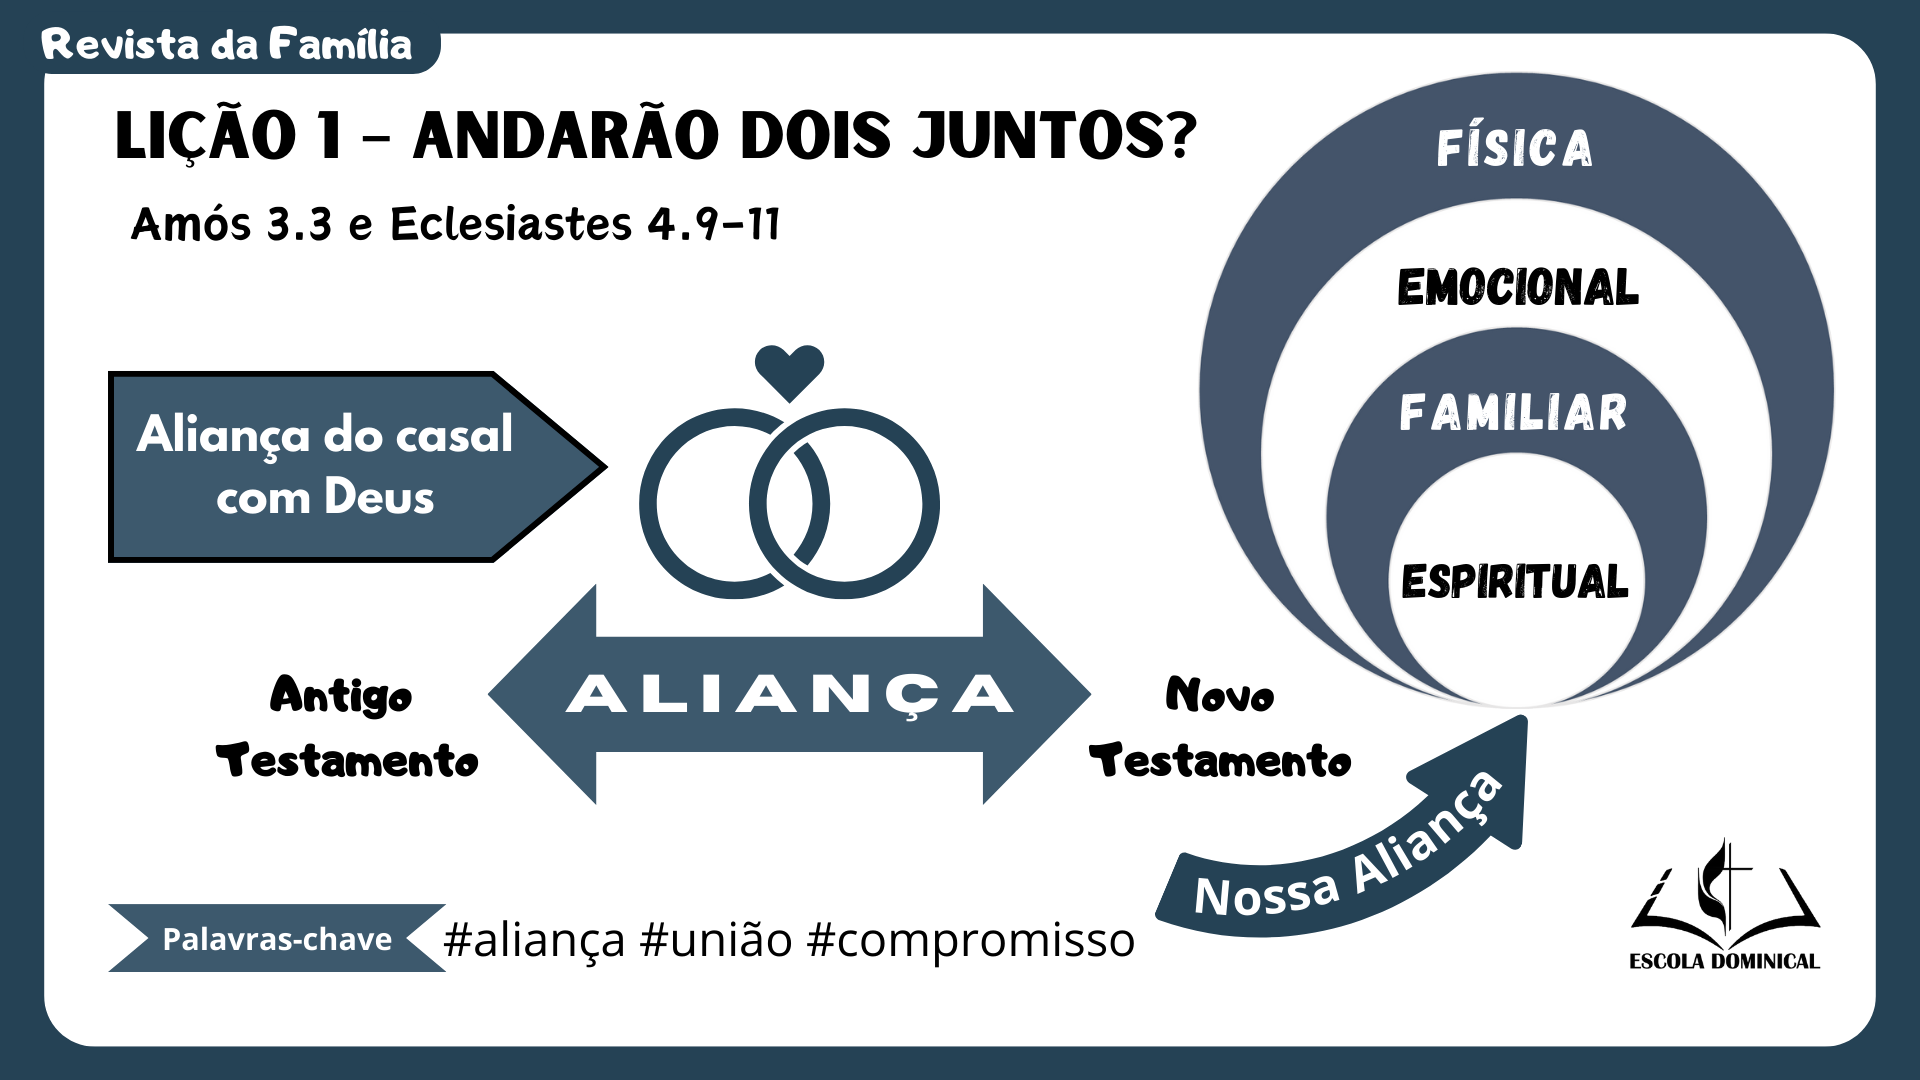 Revista da Família
LIÇÃO 1 – ANDARÃO DOIS JUNTOS?
Amós 3.3 e Eclesiastes 4.9-11
Aliança do casal
com Deus
FÍSICA
EMOCIONAL
FAMILIAR
ESPIRITUAL
Antigo
Testamento
ALIANÇA
Novo
Testamento
Nossa Aliança
Palavras-chave
#aliança #união #compromisso
ESCOLA DOMINICAL